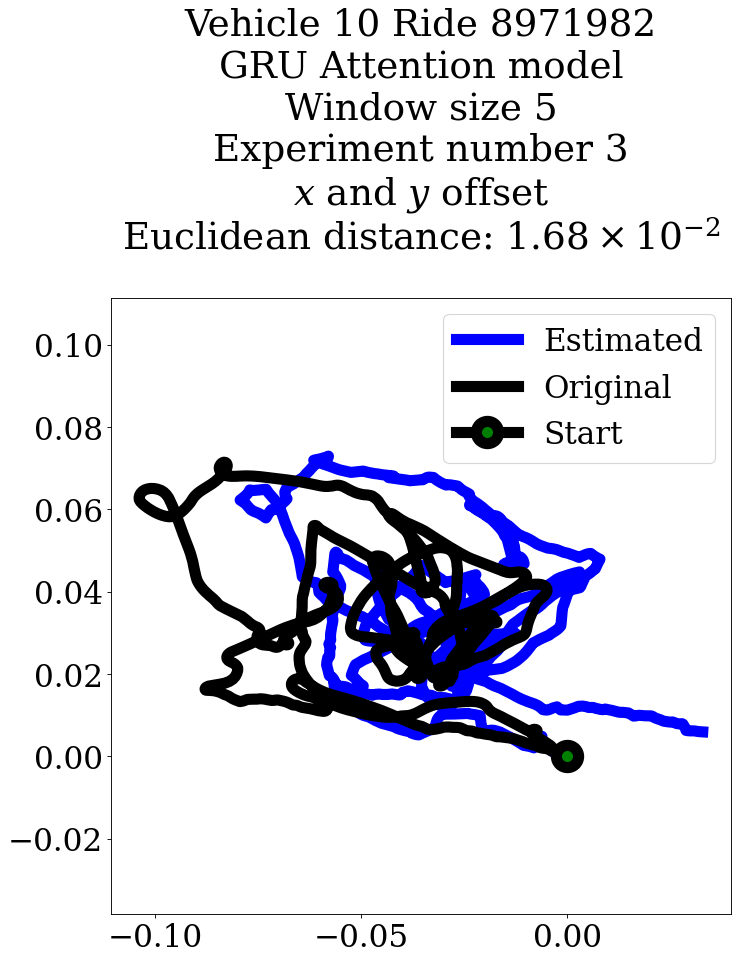 Vehicle 10 Ride 8971982
GRU Attention model
Window size 5
Experiment number 3
x and y offset
Euclidean distance: 1.68 × 10⁻²
Estimated
Original
Start
0.10
0.08
0.06
0.04
0.02
0.00
−0.02
−0.10 −0.05 0.00